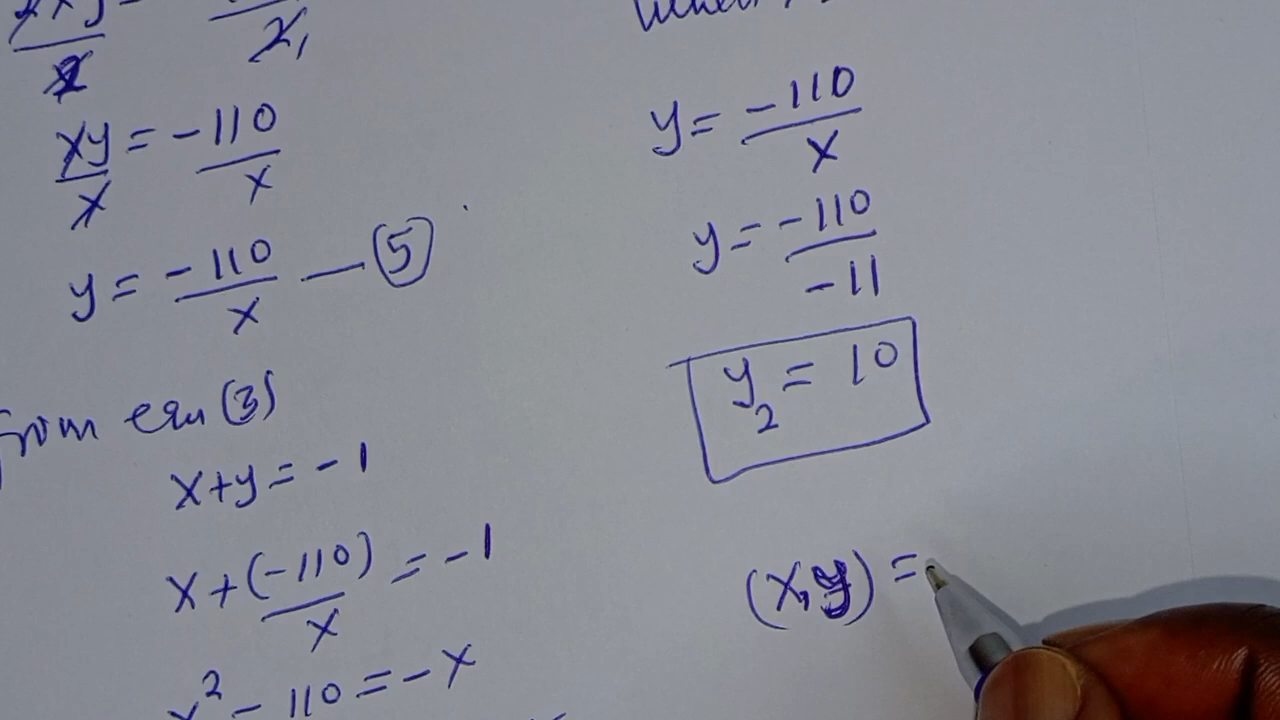 xy = -110
x x
y = -110 — (5)
x
From eqn (3)
x+y = -1
x + (-110) = -1
x
x² - 110 = -x
y = -110
x
y = -110
-11
y₂ = 10
(x,y) =